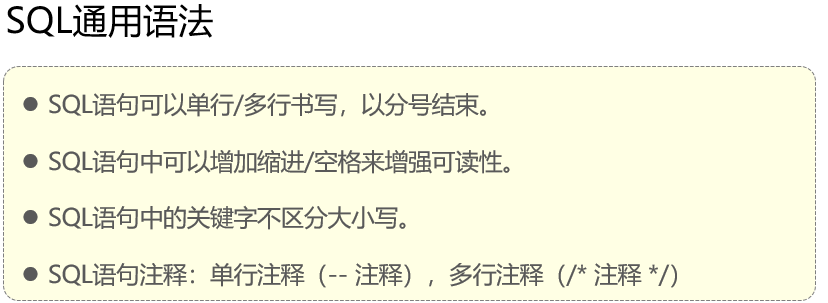 SQL通用语法
● SQL语句可以单行/多行书写，以分号结束。
● SQL语句中可以增加缩进/空格来增强可读性。
● SQL语句中的关键字不区分大小写。
● SQL语句注释：单行注释（-- 注释），多行注释（/* 注释 */）